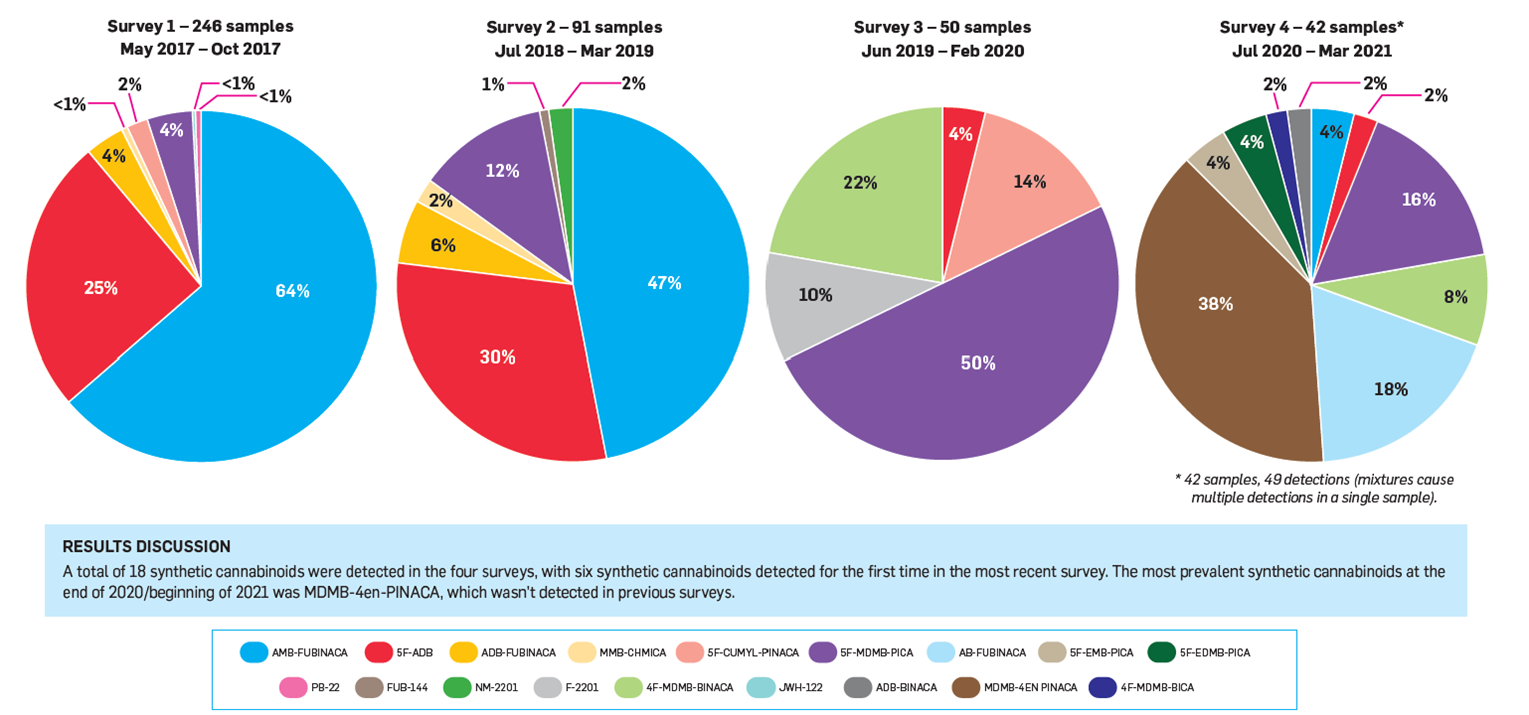 Survey 1 – 246 samples
May 2017 – Oct 2017
<1%
2%
<1%
<1%
4%
4%
25%
64%
Survey 2 – 91 samples
Jul 2018 – Mar 2019
1%
2%
12%
2%
6%
47%
30%
Survey 3 – 50 samples
Jun 2019 – Feb 2020
4%
14%
22%
10%
50%
Survey 4 – 42 samples*
Jul 2020 – Mar 2021
2%
2%
2%
4%
4%
4%
16%
8%
38%
18%
* 42 samples, 49 detections (mixtures cause
multiple detections in a single sample).
RESULTS DISCUSSION
A total of 18 synthetic cannabinoids were detected in the four surveys, with six synthetic cannabinoids detected for the first time in the most recent survey. The most prevalent synthetic cannabinoids at the
end of 2020/beginning of 2021 was MDMB-4en-PINACA, which wasn't detected in previous surveys.
AMB-FUBINACA 5F-ADB ADB-FUBINACA MMB-CHMICA 5F-CUMYL-PINACA 5F-MDMB-PICA AB-FUBINACA 5F-EMB-PICA 5F-EDMB-PICA
PB-22 FUB-144 NM-2201 F-2201 4F-MDMB-BINACA JWH-122 ADB-BINACA MDMB-4EN PINACA 4F-MDMB-BICA